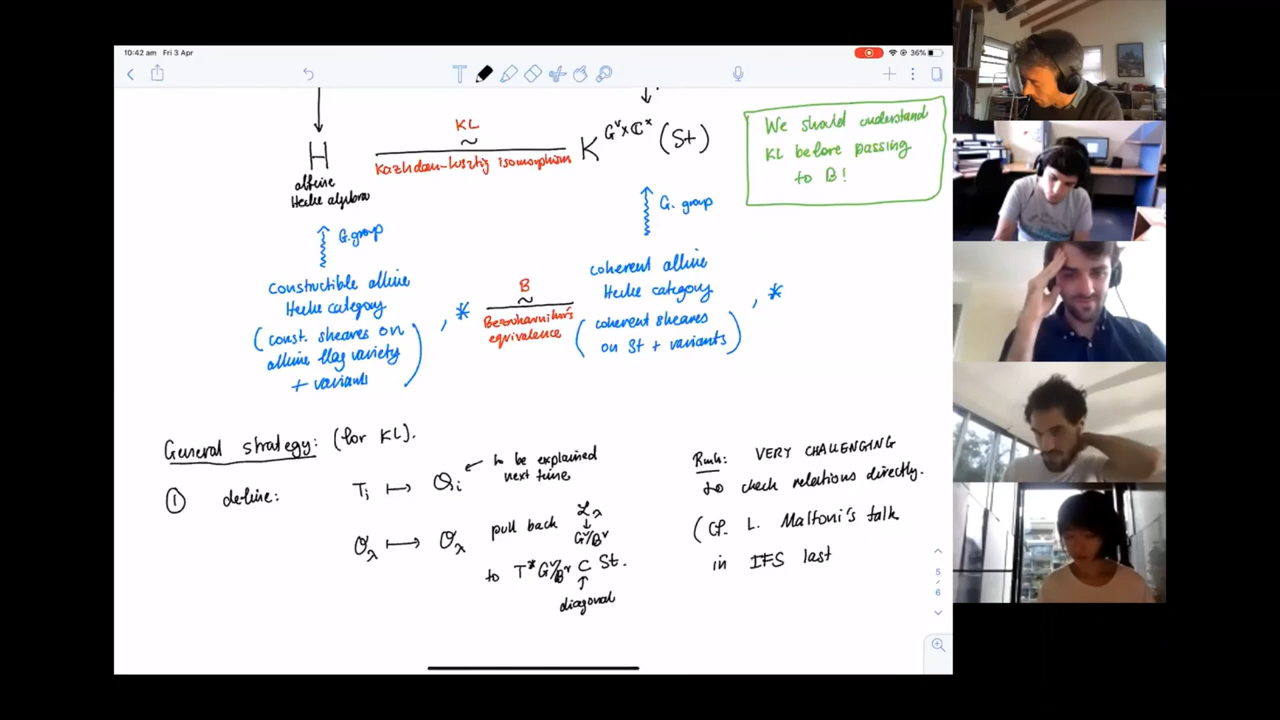 10:42 am Fri 3 Apr
36%
KL
~
H
Kazhdan-Lusztig isomorphism
K^{G^∨×ℂ^×}(St)
affine
Hecke algebra
We should understand
KL before passing
to B!
G. group
G. group
constructible affine
Hecke category
(const. sheaves on
affine flag variety
+ variants)
, *
B
~
Bezrukavnikov's
equivalence
coherent affine
Hecke category
(coherent sheaves
on St + variants)
, *
General strategy: (for KL).
① define:
T_i ↦ Q_i
← to be explained
next time
𝒪_λ ↦ 𝒪_λ
pull back ℒ_λ
↓
G^∨/B^∨
to T*G^∨/B^∨ ⊂ St.
↑
diagonal
Rmk: VERY CHALLENGING
to check relations directly.
(Cf. L. Maltoni's talk
in IFS last
5
/
6